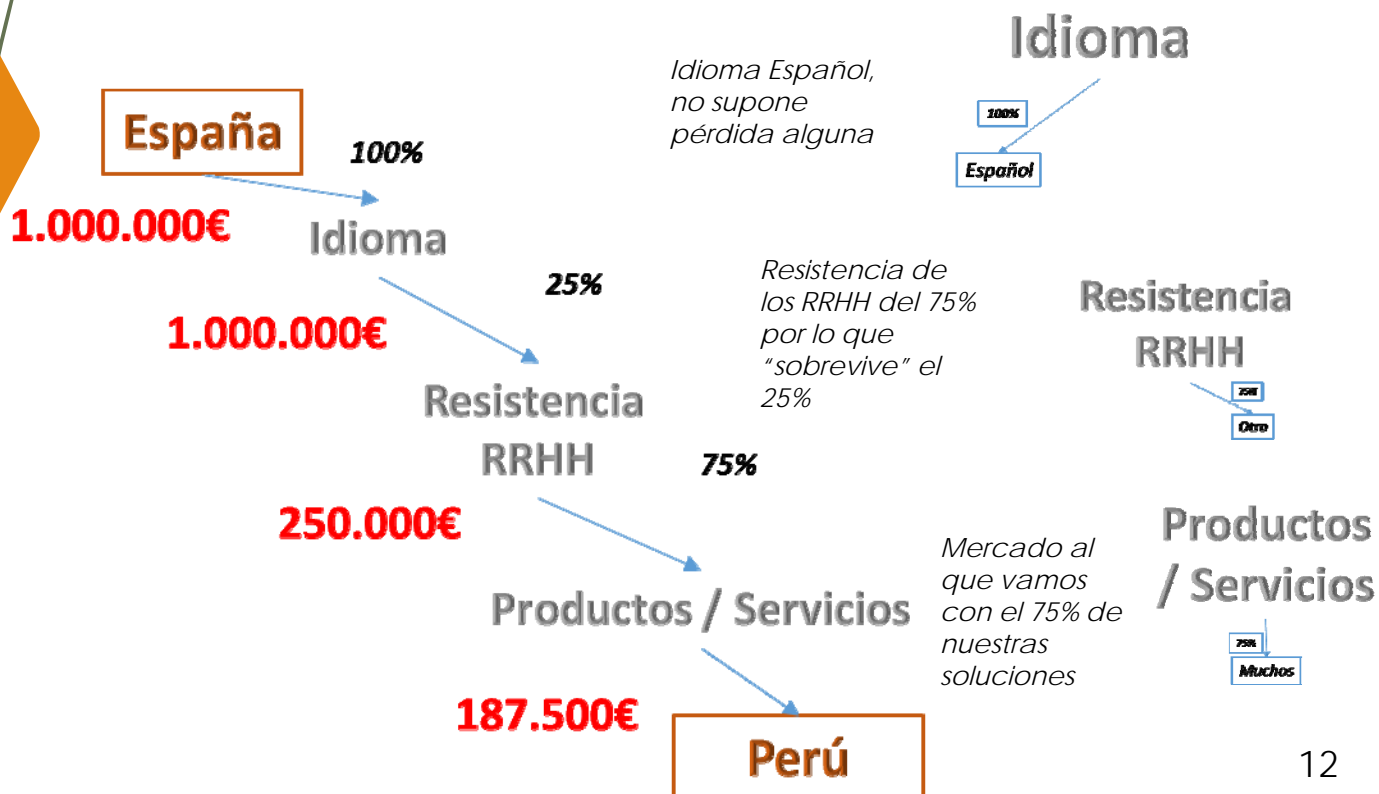 España
100%
1.000.000€
Idioma
25%
1.000.000€
Resistencia
RRHH
75%
250.000€
Productos / Servicios
187.500€
Perú
Idioma Español,
no supone
pérdida alguna
Idioma
100%
Español
Resistencia de
los RRHH del 75%
por lo que
“sobrevive” el
25%
Resistencia
RRHH
75%
Otro
Mercado al
que vamos
con el 75% de
nuestras
soluciones
Productos
/ Servicios
75%
Muchos
12